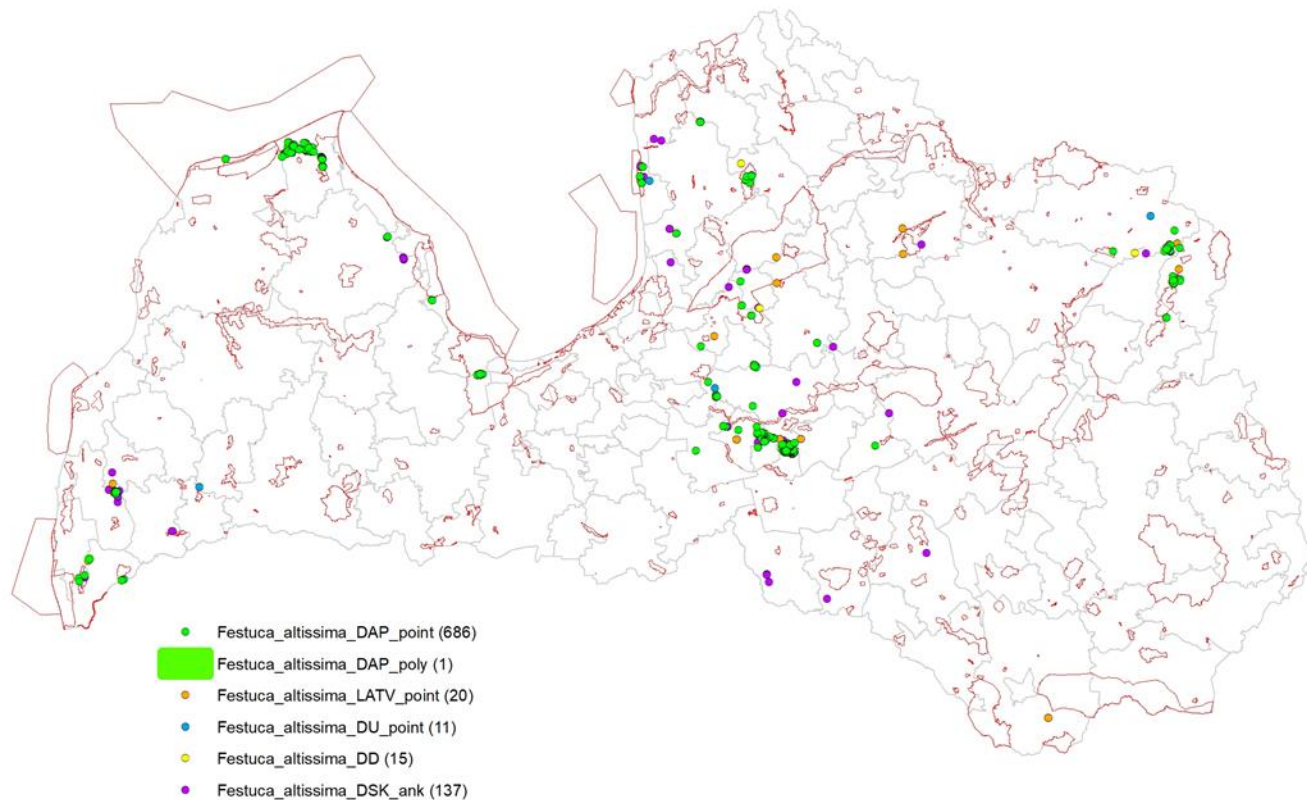 Festuca_altissima_DAP_point (686)
Festuca_altissima_DAP_poly (1)
Festuca_altissima_LATV_point (20)
Festuca_altissima_DU_point (11)
Festuca_altissima_DD (15)
Festuca_altissima_DSK_ank (137)